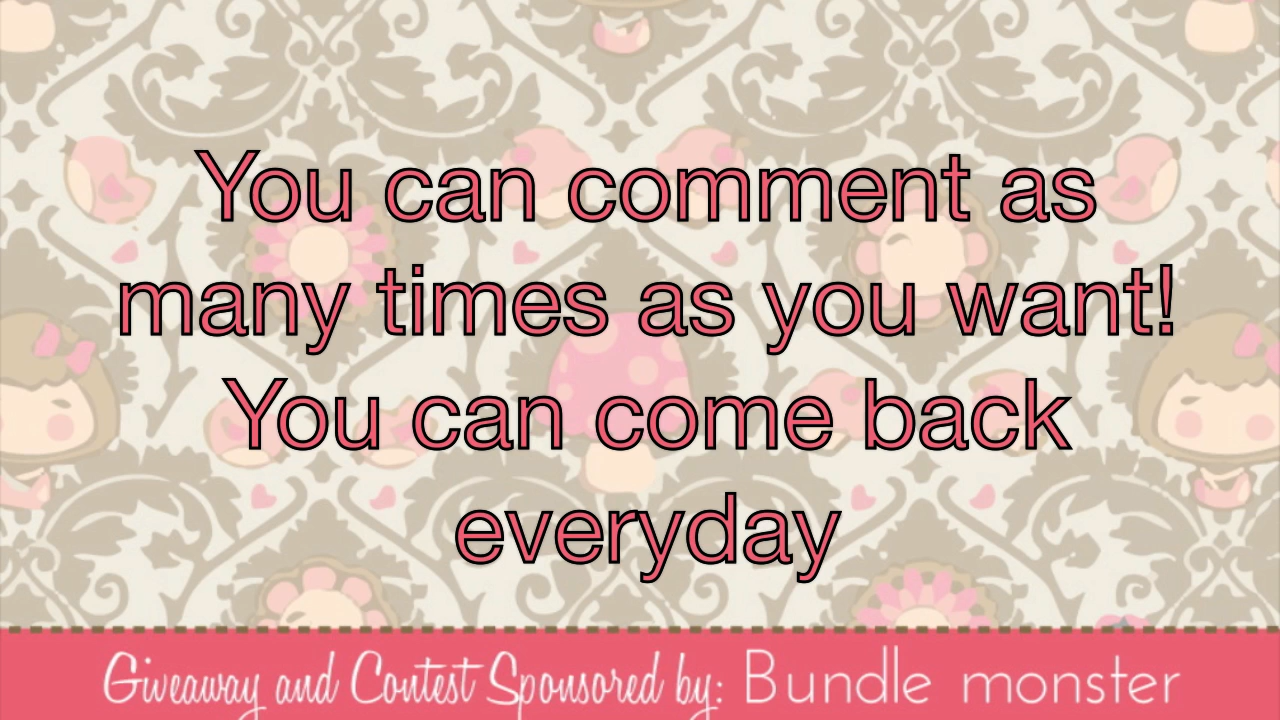 You can comment as
many times as you want!
You can come back
everyday
Giveaway and Contest Sponsored by: Bundle monster